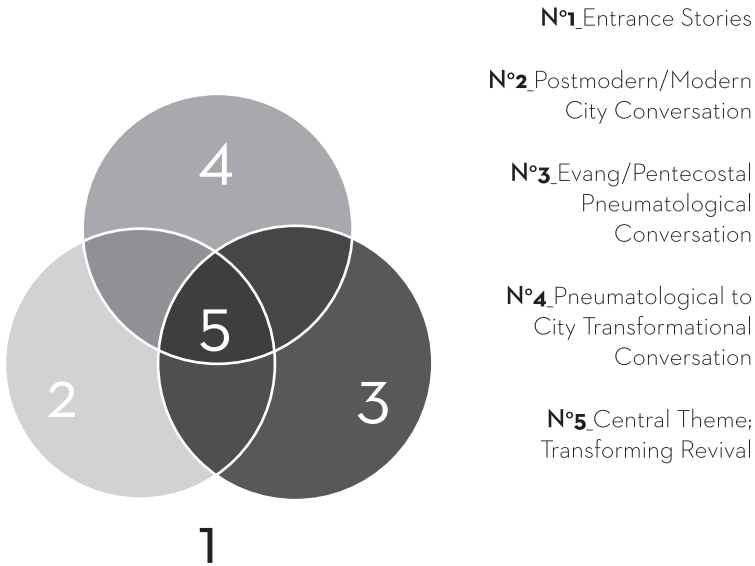 N°1_Entrance Stories
N°2_Postmodern/Modern
City Conversation
N°3_Evang/Pentecostal
Pneumatological
Conversation
N°4_Pneumatological to
City Transformational
Conversation
N°5_Central Theme;
Transforming Revival
4
5
2
3
1